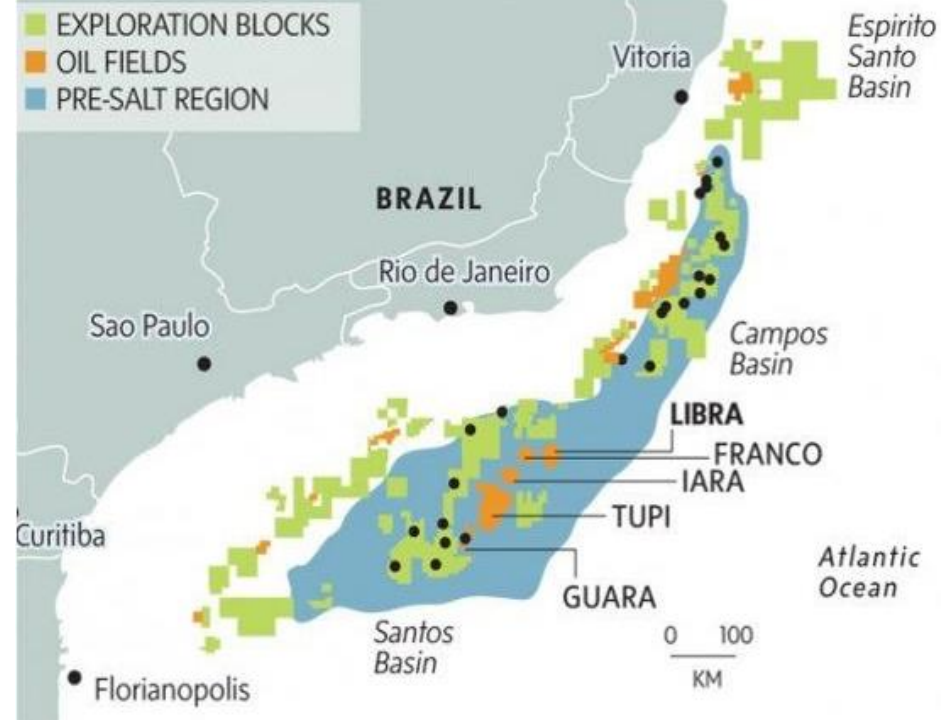 EXPLORATION BLOCKS
OIL FIELDS
PRE-SALT REGION
Espirito
Santo
Basin
Vitoria
BRAZIL
Rio de Janeiro
Sao Paulo
Campos
Basin
LIBRA
FRANCO
IARA
TUPI
Curitiba
GUARA
Atlantic
Ocean
Santos
Basin
0 100
KM
Florianopolis